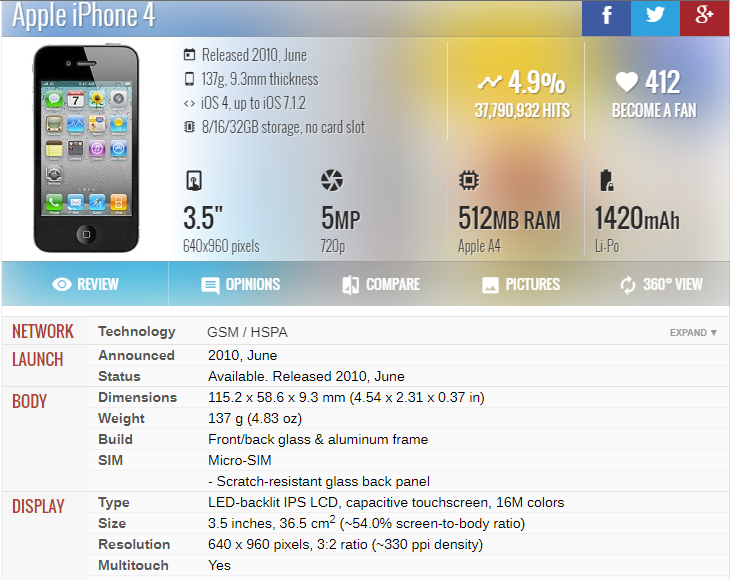 Apple iPhone 4
f
g+
Released 2010, June
137g, 9.3mm thickness
iOS 4, up to iOS 7.1.2
8/16/32GB storage, no card slot
4.9%
37,790,932 HITS
412
BECOME A FAN
3.5"
640x960 pixels
5MP
720p
512MB RAM
Apple A4
1420mAh
Li-Po
REVIEW
OPINIONS
COMPARE
PICTURES
360° VIEW
NETWORK Technology GSM / HSPA EXPAND ▼
LAUNCH Announced 2010, June
Status Available. Released 2010, June
BODY Dimensions 115.2 x 58.6 x 9.3 mm (4.54 x 2.31 x 0.37 in)
Weight 137 g (4.83 oz)
Build Front/back glass & aluminum frame
SIM Micro-SIM
- Scratch-resistant glass back panel
DISPLAY Type LED-backlit IPS LCD, capacitive touchscreen, 16M colors
Size 3.5 inches, 36.5 cm2 (~54.0% screen-to-body ratio)
Resolution 640 x 960 pixels, 3:2 ratio (~330 ppi density)
Multitouch Yes